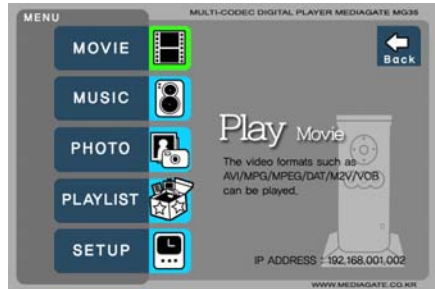 MENU
MULTI-CODEC DIGITAL PLAYER MEDIAGATE MG35
MOVIE
Back
MUSIC
Play Movie
PHOTO
The video formats such as
AVI/MPG/MPEG/DAT/M2V/VOB
can be played.
PLAYLIST
SETUP
IP ADDRESS : 192.168.001.002
WWW.MEDIAGATE.CO.KR